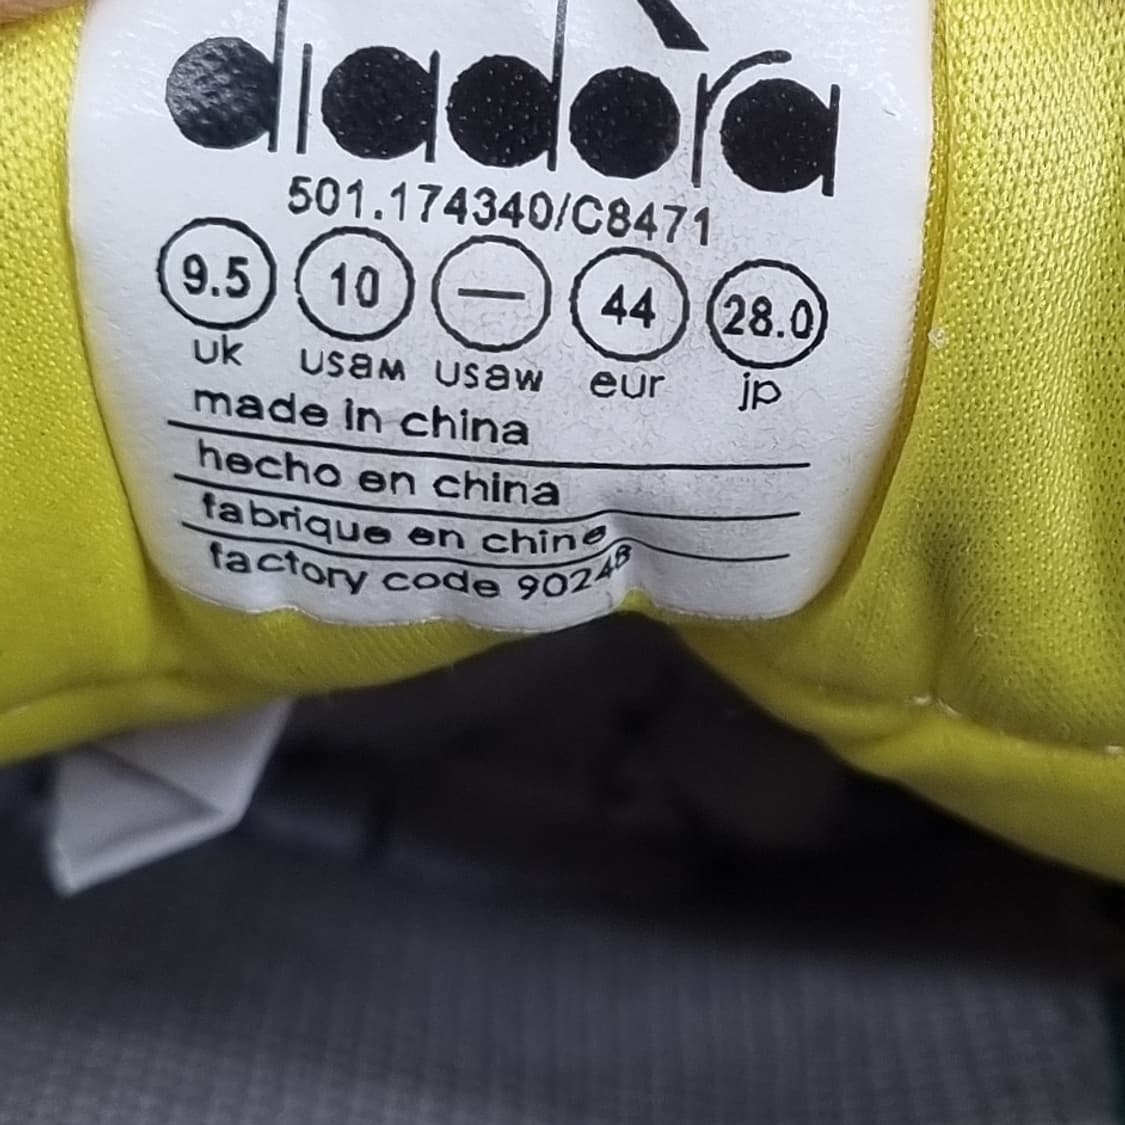 diadora
501.174340/C8471
9.5 10 — 44 28.0
uk usam usaw eur jp
made in china
hecho en china
fabrique en chine
factory code 90248